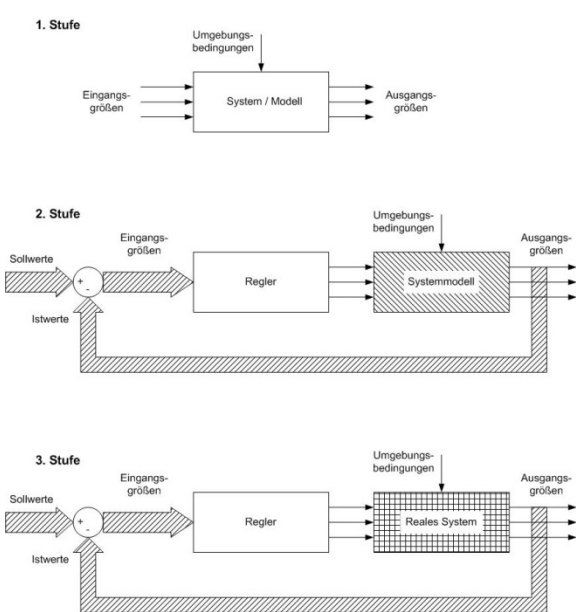 1. Stufe
Umgebungs-
bedingungen
Eingangs-
größen
System / Modell
Ausgangs-
größen
2. Stufe
Umgebungs-
bedingungen
Eingangs-
größen
Ausgangs-
größen
Sollwerte
+
-
Regler
Systemmodell
Istwerte
3. Stufe
Umgebungs-
bedingungen
Eingangs-
größen
Ausgangs-
größen
Sollwerte
+
-
Regler
Reales System
Istwerte